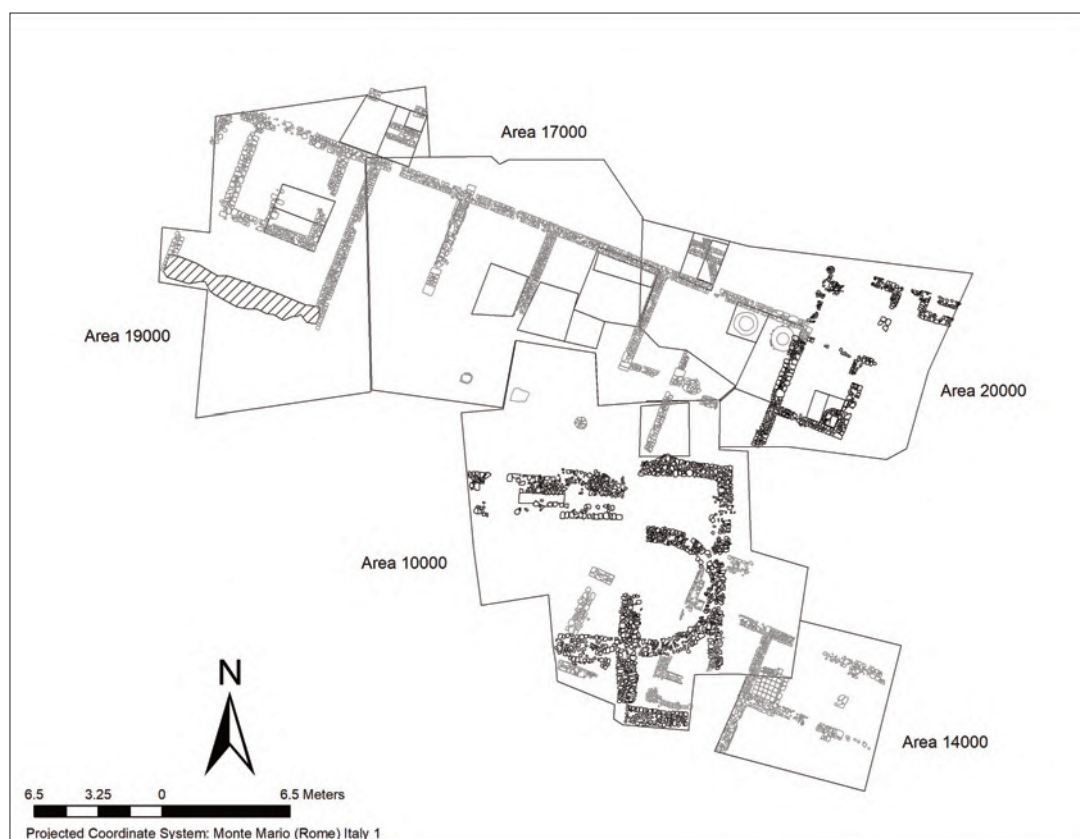 Area 17000
Area 19000
Area 20000
Area 10000
Area 14000
N
6.5 3.25 0 6.5 Meters
Projected Coordinate System: Monte Mario (Rome) Italy 1